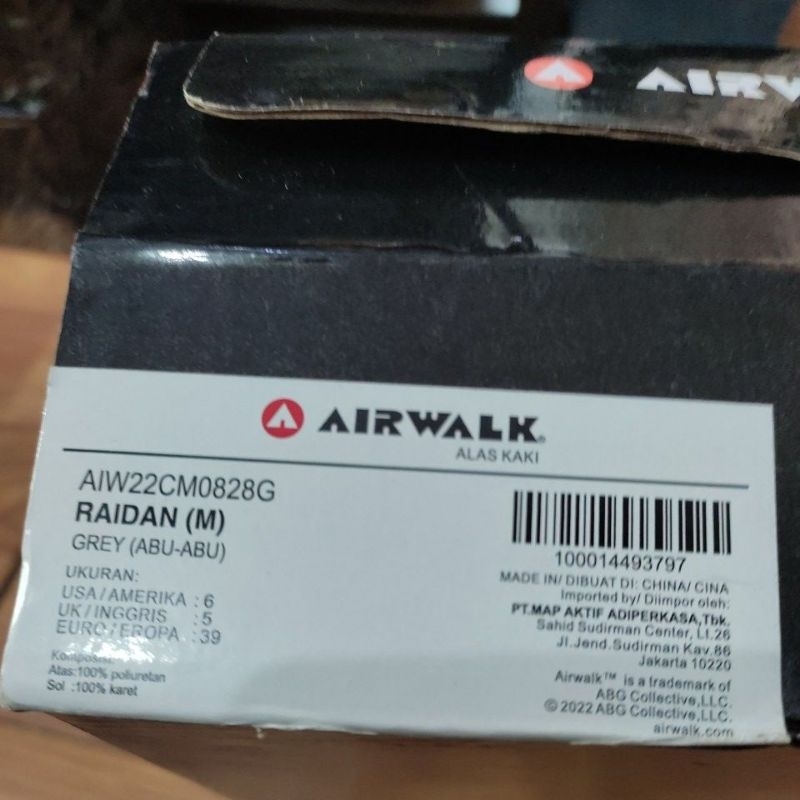 AIRW
AIRWALK
ALAS KAKI
AIW22CM0828G
RAIDAN (M)
GREY (ABU-ABU)
UKURAN:
USA/AMERIKA : 6
UK/INGGRIS : 5
EURO/EROPA : 39
Komposisi:
Atas:100% poliuretan
Sol :100% karet
100014493797
MADE IN/ DIBUAT DI: CHINA/ CINA
Imported by/ Diimpor oleh:
PT.MAP AKTIF ADIPERKASA,Tbk.
Sahid Sudirman Center, Lt.26
Jl.Jend.Sudirman Kav.86
Jakarta 10220
Airwalk™ is a trademark of
ABG Collective,LLC.
© 2022 ABG Collective,LLC.
airwalk.com